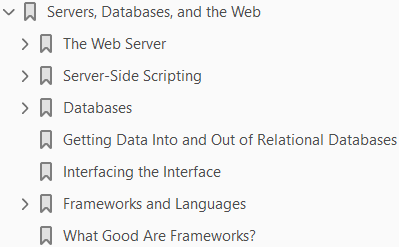 Servers, Databases, and the Web
The Web Server
Server-Side Scripting
Databases
Getting Data Into and Out of Relational Databases
Interfacing the Interface
Frameworks and Languages
What Good Are Frameworks?